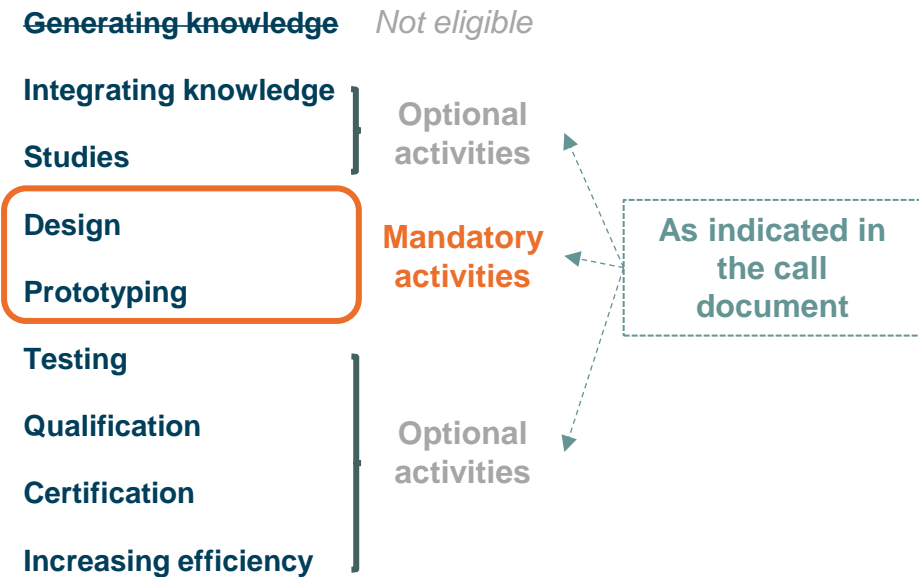 Generating knowledge Not eligible
Integrating knowledge
Optional
activities
Studies
Design
Mandatory
activities
Prototyping
As indicated in
the call
document
Testing
Qualification
Optional
activities
Certification
Increasing efficiency